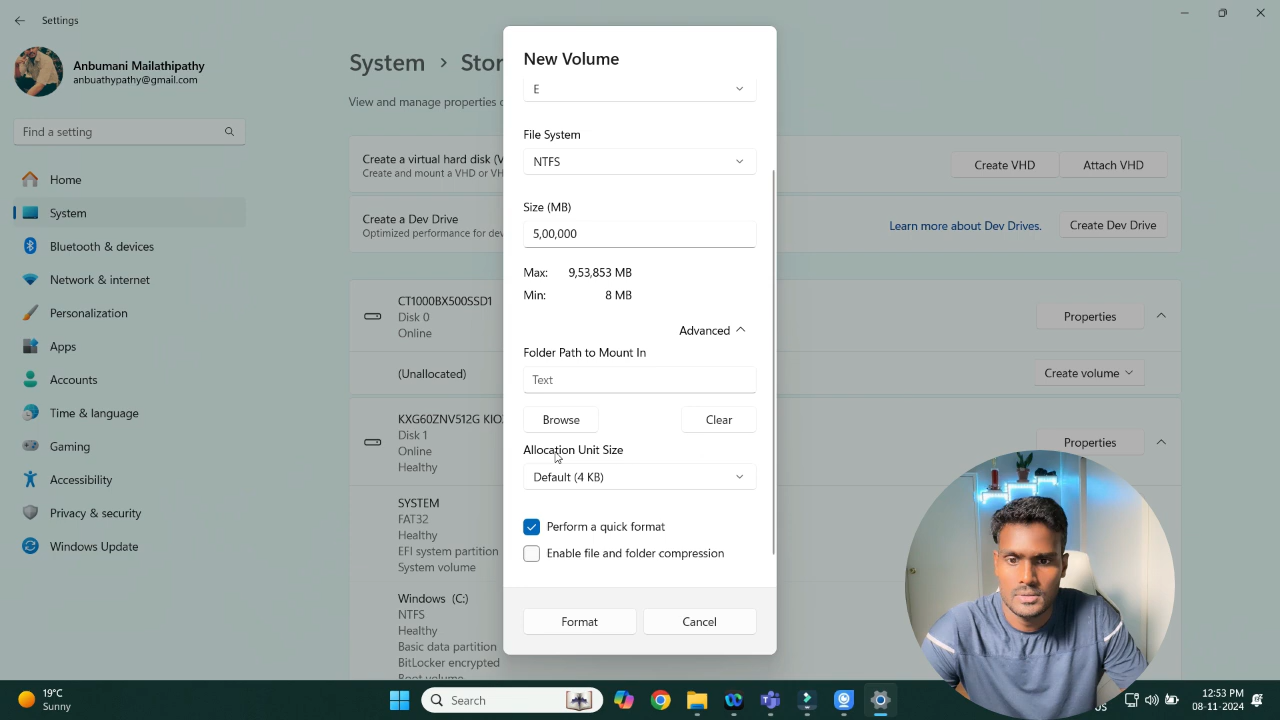 Settings
Anbumani Mailathipathy
anbuathypathy@gmail.com
Find a setting
Home
System
Bluetooth & devices
Network & internet
Personalization
Apps
Accounts
Time & language
Gaming
Accessibility
Privacy & security
Windows Update
System > Stor
View and manage properties
Create a virtual hard disk (V
Create and mount a VHD or VH
Create VHD
Attach VHD
Create a Dev Drive
Optimized performance for dev
Learn more about Dev Drives.
Create Dev Drive
CT1000BX500SSD1
Disk 0
Online
Properties
(Unallocated)
Create volume
KXG60ZNV512G KIO
Disk 1
Online
Healthy
Properties
SYSTEM
FAT32
Healthy
EFI system partition
System volume
Windows (C:)
NTFS
Healthy
Basic data partition
BitLocker encrypted
Boot volume
New Volume
E
File System
NTFS
Size (MB)
5,00,000
Max: 9,53,853 MB
Min: 8 MB
Advanced
Folder Path to Mount In
Text
Browse
Clear
Allocation Unit Size
Default (4 KB)
Perform a quick format
Enable file and folder compression
Format
Cancel
19°C
Sunny
Search
US
12:53 PM
08-11-2024